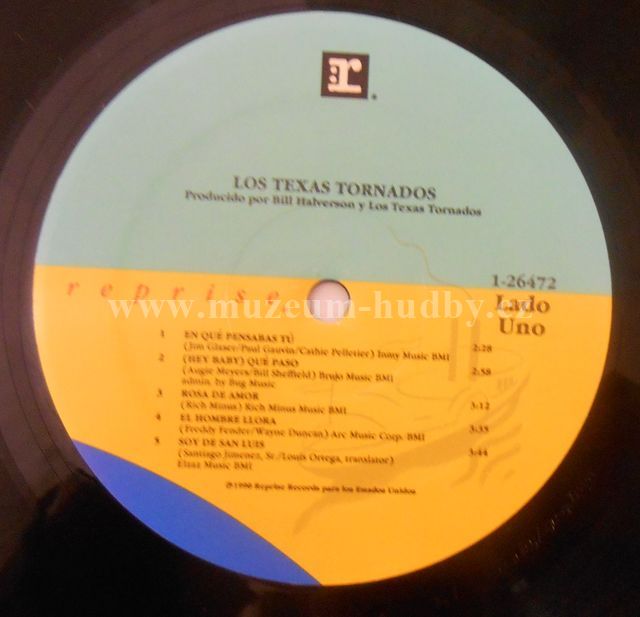 r
LOS TEXAS TORNADOS
Producido por Bill Halverson y Los Texas Tornados
reprise
1-26472
Lado
Uno
www.muzeum-hudby.cz
1 EN QUÉ PENSABAS TÚ
(Jim Glaser/Paul Gauvin/Cathie Pelletier) Inmy Music BMI 2:28
2 (HEY BABY) QUÉ PASÓ
(Augie Meyers/Bill Sheffield) Brujo Music BMI 2:58
admin. by Bug Music
3 ROSA DE AMOR
(Rich Minus) Rich Minus Music BMI 3:12
4 EL HOMBRE LLORA
(Freddy Fender/Wayne Duncan) Arc Music Corp. BMI 3:35
5 SOY DE SAN LUIS
(Santiago Jimenez, Sr./Louis Ortega, translator) 3:44
Elzaz Music BMI
℗1990 Reprise Records para los Estados Unidos